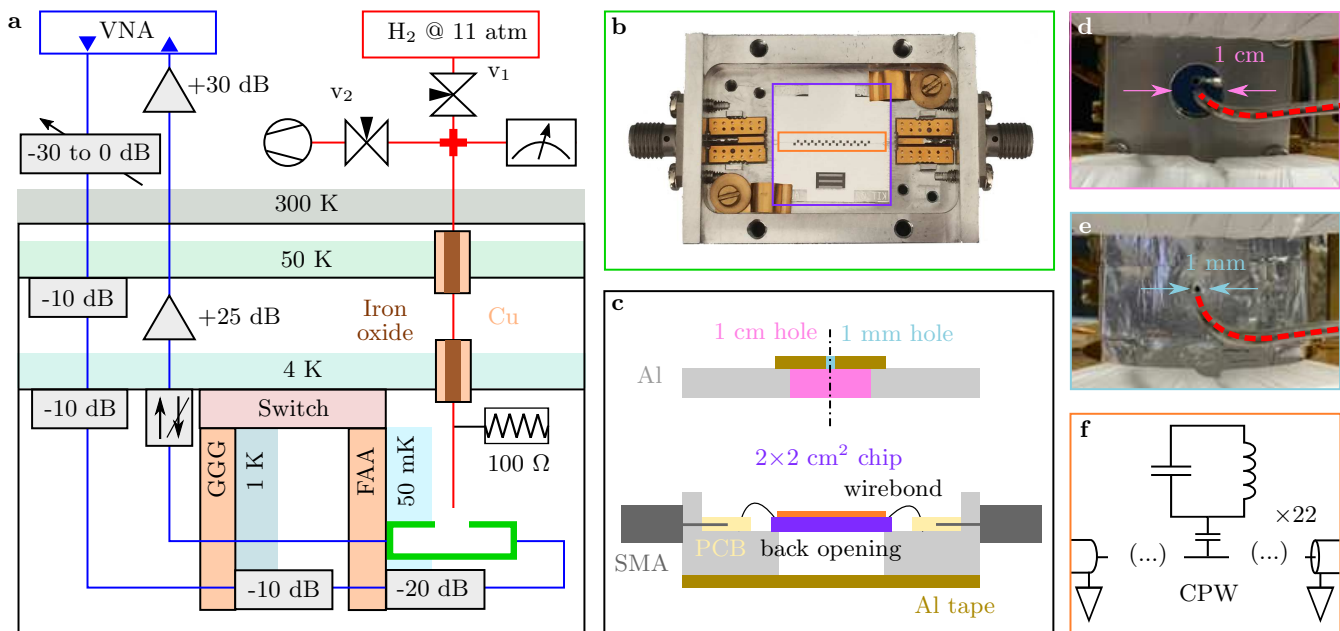 a
VNA
H₂ @ 11 atm
+30 dB
v₁
v₂
-30 to 0 dB
300 K
50 K
-10 dB
+25 dB
Iron
oxide
Cu
4 K
-10 dB
Switch
GGG
1 K
FAA
50 mK
100 Ω
-10 dB
-20 dB
b
c
1 cm hole
1 mm hole
Al
2×2 cm² chip
wirebond
PCB
back opening
SMA
Al tape
d
1 cm
e
1 mm
f
×22
(...)
(...)
CPW